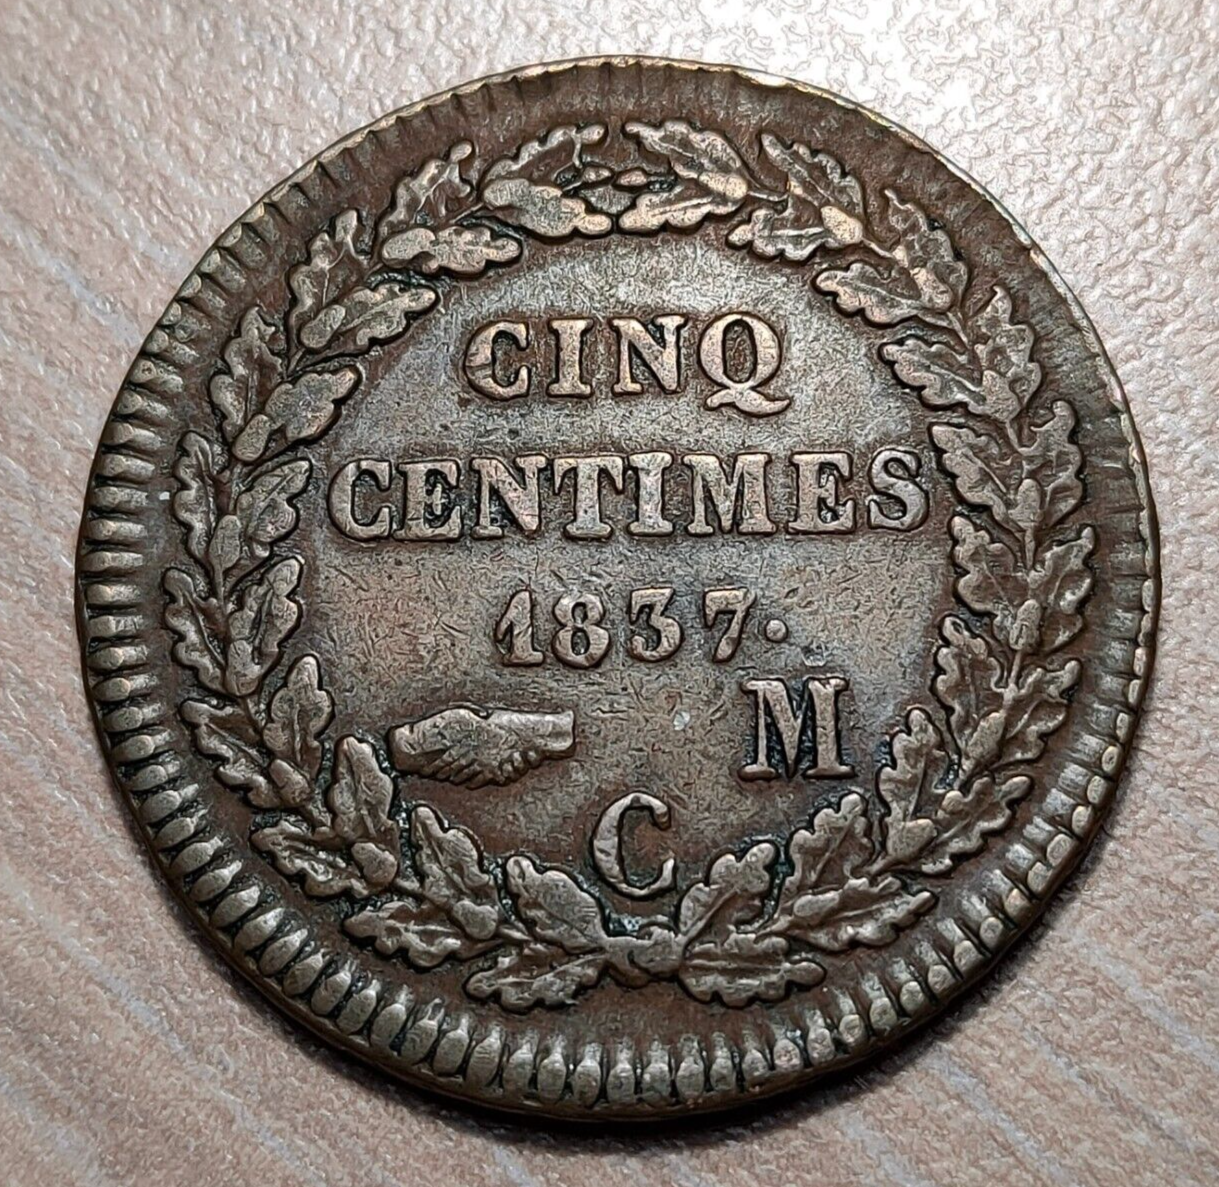 CINQ
CENTIMES
1837.
M
C